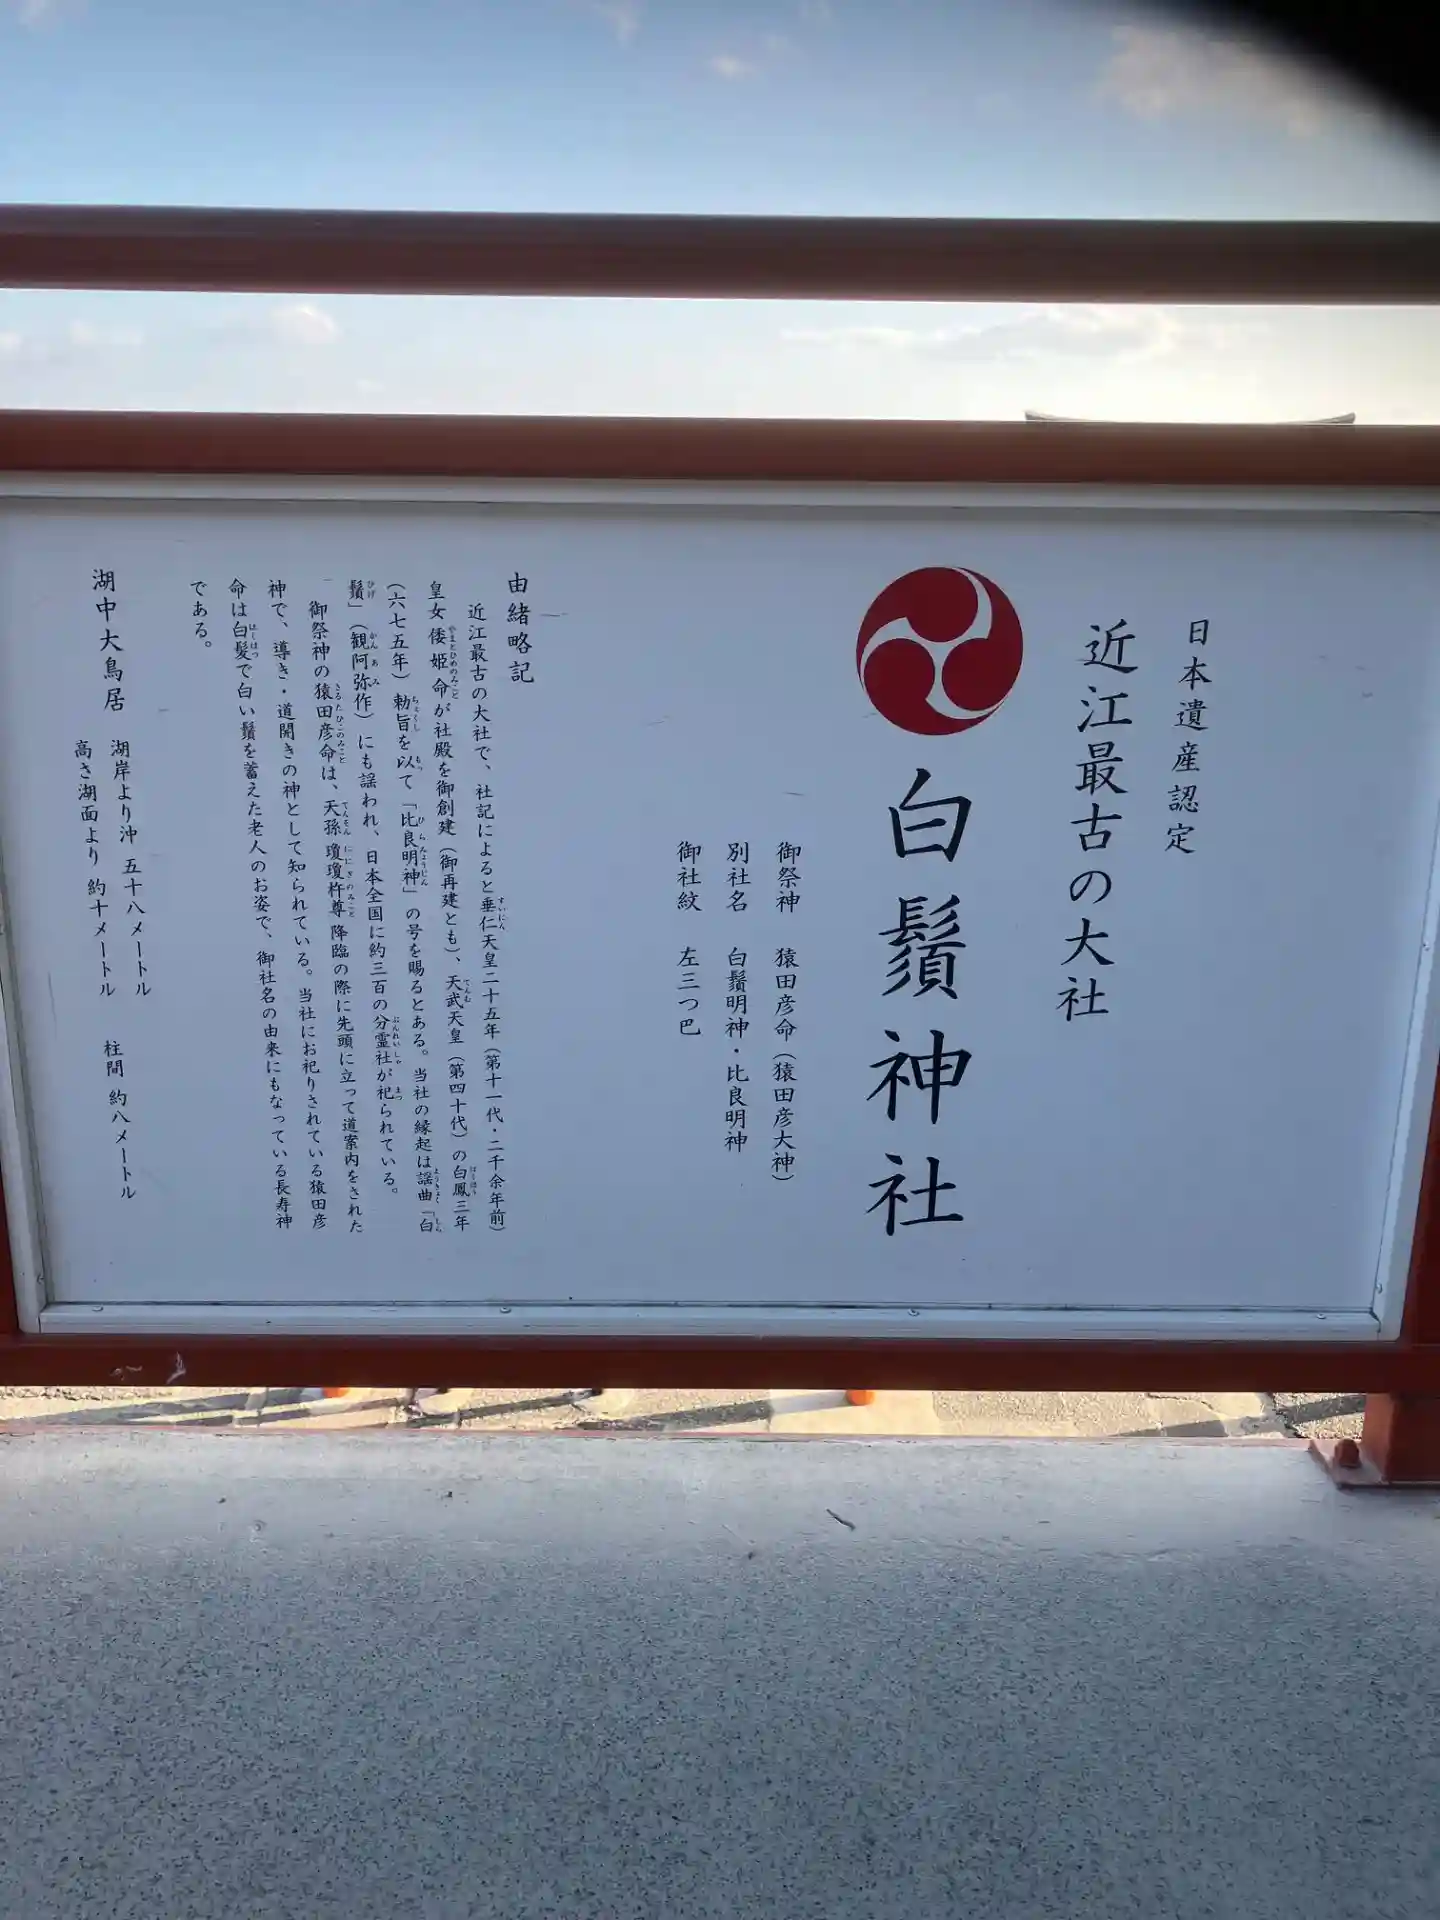 日本遺産認定
近江最古の大社
白鬚神社
御祭神 猿田彦命（猿田彦大神）
別社名 白鬚明神・比良明神
御社紋 左三つ巴
由緒略記
近江最古の大社で、社記によると垂仁天皇二十五年（第十一代・二千余年前）
皇女倭姫命が社殿を御創建（御再建とも）、天武天皇（第四十代）の白鳳三年
（六七五年）勅旨を以て「比良明神」の号を賜るとある。当社の縁起は謡曲「白
鬚」（観阿弥作）にも謡われ、日本全国に約三百の分霊社が祀られている。
御祭神の猿田彦命は、天孫瓊瓊杵尊降臨の際に先頭に立って道案内をされた
神で、導き・道開きの神として知られている。当社にお祀りされている猿田彦
命は白髪で白い鬚を蓄えた老人のお姿で、御社名の由来にもなっている長寿神
である。
湖中大鳥居
湖岸より沖 五十八メートル
高さ湖面より 約十メートル 柱間 約八メートル